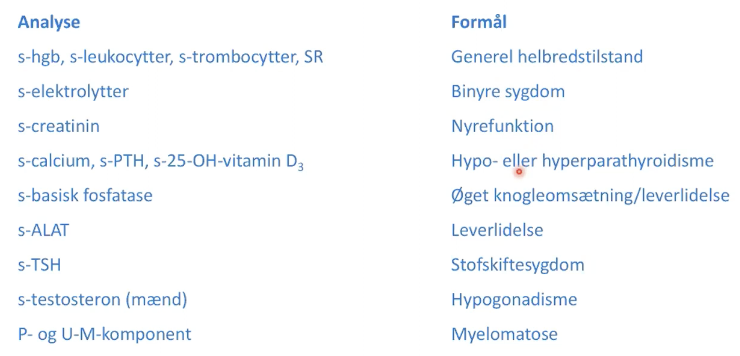 Analyse Formål
s-hgb, s-leukocytter, s-trombocytter, SR Generel helbredstilstand
s-elektrolytter Binyre sygdom
s-creatinin Nyrefunktion
s-calcium, s-PTH, s-25-OH-vitamin D₃ Hypo- eller hyperparathyroidisme
s-basisk fosfatase Øget knogleomsætning/leverlidelse
s-ALAT Leverlidelse
s-TSH Stofskiftesygdom
s-testosteron (mænd) Hypogonadisme
P- og U-M-komponent Myelomatose